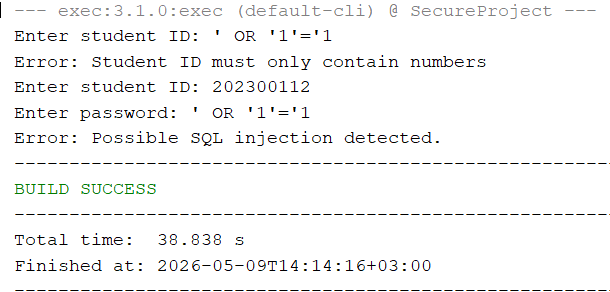 --- exec:3.1.0:exec (default-cli) @ SecureProject ---
Enter student ID: ' OR '1'='1
Error: Student ID must only contain numbers
Enter student ID: 202300112
Enter password: ' OR '1'='1
Error: Possible SQL injection detected.
------------------------------------------------------
BUILD SUCCESS
------------------------------------------------------
Total time:  38.838 s
Finished at: 2026-05-09T14:14:16+03:00
------------------------------------------------------